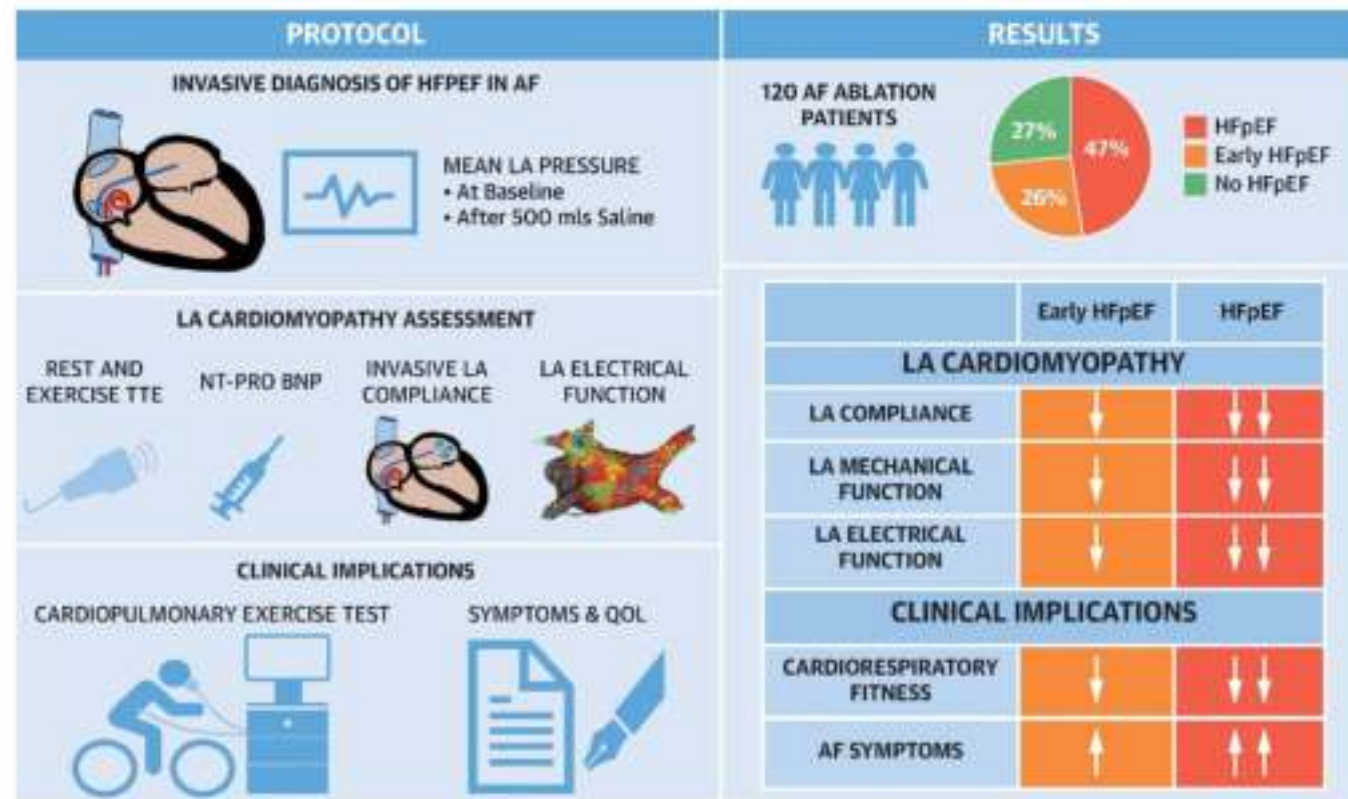 PROTOCOL
INVASIVE DIAGNOSIS OF HFPEF IN AF
MEAN LA PRESSURE
• At Baseline
• After 500 mls Saline
LA CARDIOMYOPATHY ASSESSMENT
REST AND
EXERCISE TTE
NT-PRO BNP
INVASIVE LA
COMPLIANCE
LA ELECTRICAL
FUNCTION
CLINICAL IMPLICATIONS
CARDIOPULMONARY EXERCISE TEST
SYMPTOMS & QOL
RESULTS
120 AF ABLATION
PATIENTS
27%
47%
26%
HFpEF
Early HFpEF
No HFpEF
Early HFpEF
HFpEF
LA CARDIOMYOPATHY
LA COMPLIANCE
LA MECHANICAL
FUNCTION
LA ELECTRICAL
FUNCTION
CLINICAL IMPLICATIONS
CARDIORESPIRATORY
FITNESS
AF SYMPTOMS